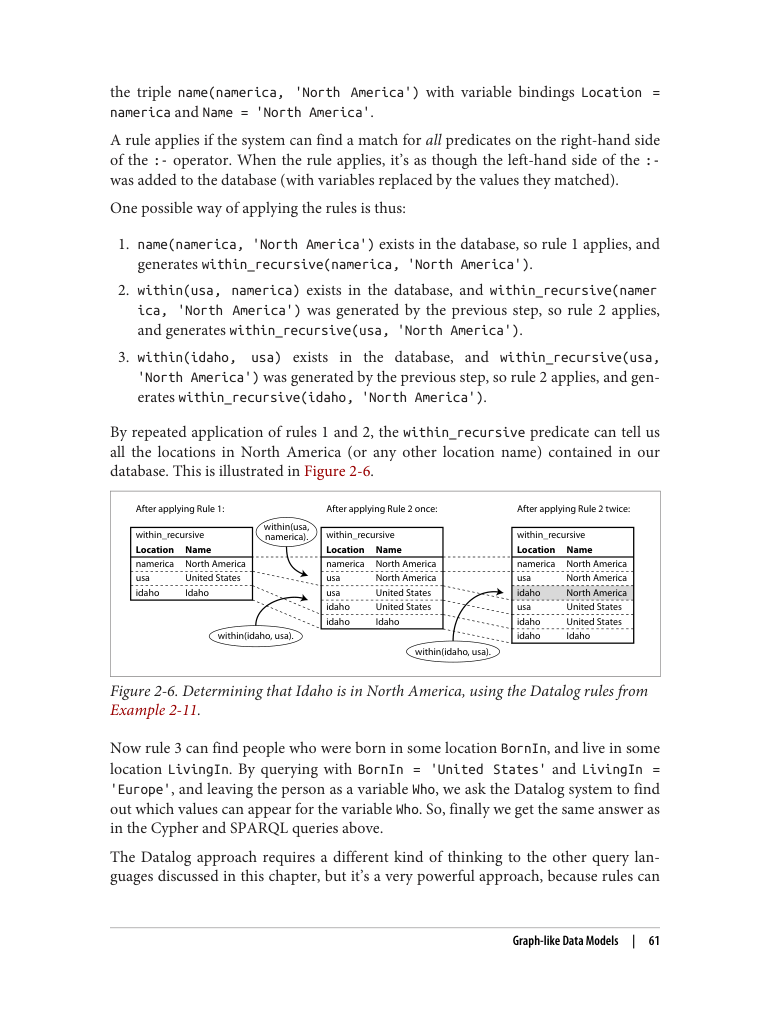 the triple name(namerica, 'North America') with variable bindings Location =
namerica and Name = 'North America'.
A rule applies if the system can find a match for all predicates on the right-hand side
of the :- operator. When the rule applies, it's as though the left-hand side of the :-
was added to the database (with variables replaced by the values they matched).
One possible way of applying the rules is thus:
1. name(namerica, 'North America') exists in the database, so rule 1 applies, and
generates within_recursive(namerica, 'North America').
2. within(usa, namerica) exists in the database, and within_recursive(namer
ica, 'North America') was generated by the previous step, so rule 2 applies,
and generates within_recursive(usa, 'North America').
3. within(idaho, usa) exists in the database, and within_recursive(usa,
'North America') was generated by the previous step, so rule 2 applies, and gen-
erates within_recursive(idaho, 'North America').
By repeated application of rules 1 and 2, the within_recursive predicate can tell us
all the locations in North America (or any other location name) contained in our
database. This is illustrated in Figure 2-6.
After applying Rule 1:
within_recursive
Location Name
namerica North America
usa United States
idaho Idaho
within(usa,
namerica).
within(idaho, usa).
After applying Rule 2 once:
within_recursive
Location Name
namerica North America
usa North America
usa United States
idaho United States
idaho Idaho
within(idaho, usa).
After applying Rule 2 twice:
within_recursive
Location Name
namerica North America
usa North America
idaho North America
usa United States
idaho United States
idaho Idaho
Figure 2-6. Determining that Idaho is in North America, using the Datalog rules from
Example 2-11.
Now rule 3 can find people who were born in some location BornIn, and live in some
location LivingIn. By querying with BornIn = 'United States' and LivingIn =
'Europe', and leaving the person as a variable Who, we ask the Datalog system to find
out which values can appear for the variable Who. So, finally we get the same answer as
in the Cypher and SPARQL queries above.
The Datalog approach requires a different kind of thinking to the other query lan-
guages discussed in this chapter, but it's a very powerful approach, because rules can
Graph-like Data Models | 61